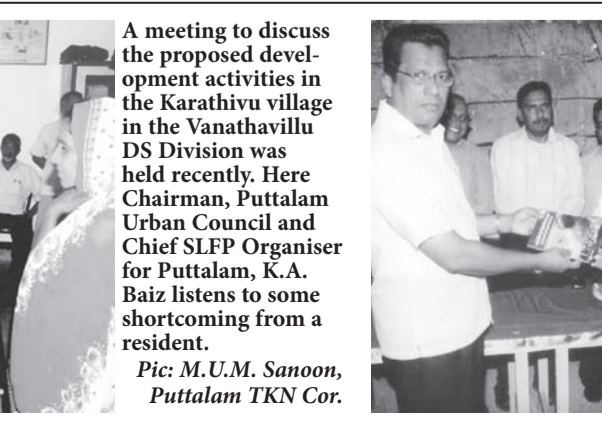 A meeting to discuss
the proposed devel-
opment activities in
the Karathivu village
in the Vanathavillu
DS Division was
held recently. Here
Chairman, Puttalam
Urban Council and
Chief SLFP Organiser
for Puttalam, K.A.
Baiz listens to some
shortcoming from a
resident.
Pic: M.U.M. Sanoon,
Puttalam TKN Cor.